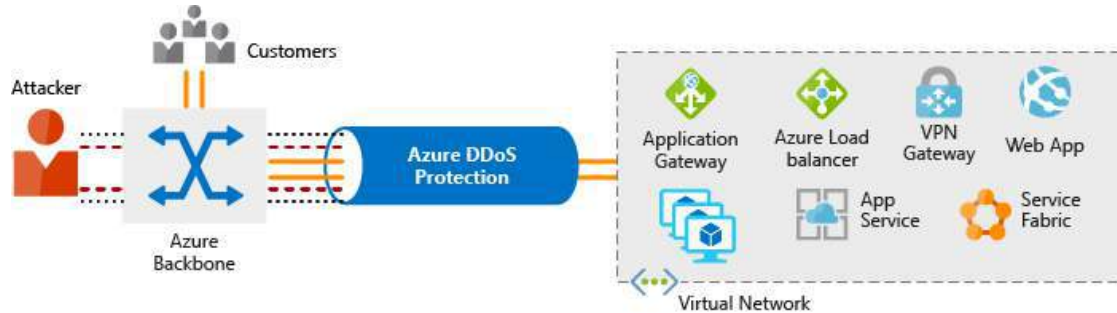 Customers
Attacker
Azure DDoS
Protection
Azure
Backbone
Application
Gateway
Azure Load
balancer
VPN
Gateway
Web App
App
Service
Service
Fabric
Virtual Network